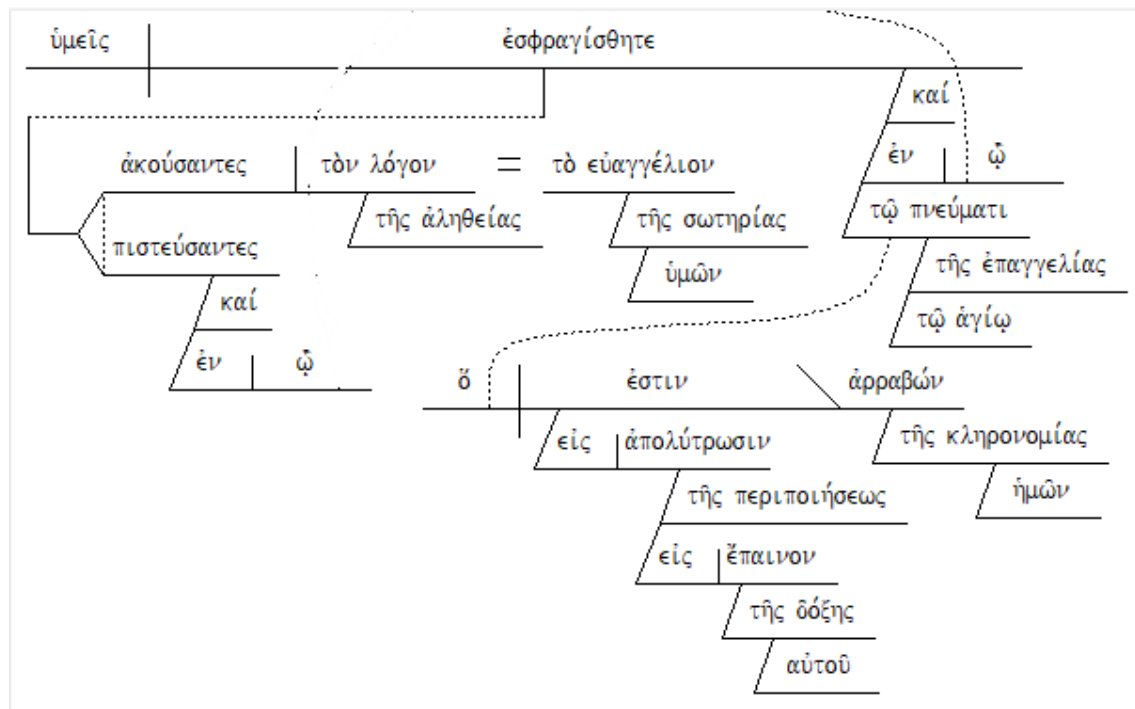 ὑμεῖς ἐσφραγίσθητε
καί
ἐν ᾧ
ἀκούσαντες τὸν λόγον = τὸ εὐαγγέλιον
τῆς ἀληθείας τῆς σωτηρίας τῷ πνεύματι
πιστεύσαντες ὑμῶν τῆς ἐπαγγελίας
καί τῷ ἁγίῳ
ἐν ᾧ
ὅ ἐστιν ἀρραβών
εἰς ἀπολύτρωσιν τῆς κληρονομίας
τῆς περιποιήσεως ἡμῶν
εἰς ἔπαινον
τῆς δόξης
αὐτοῦ